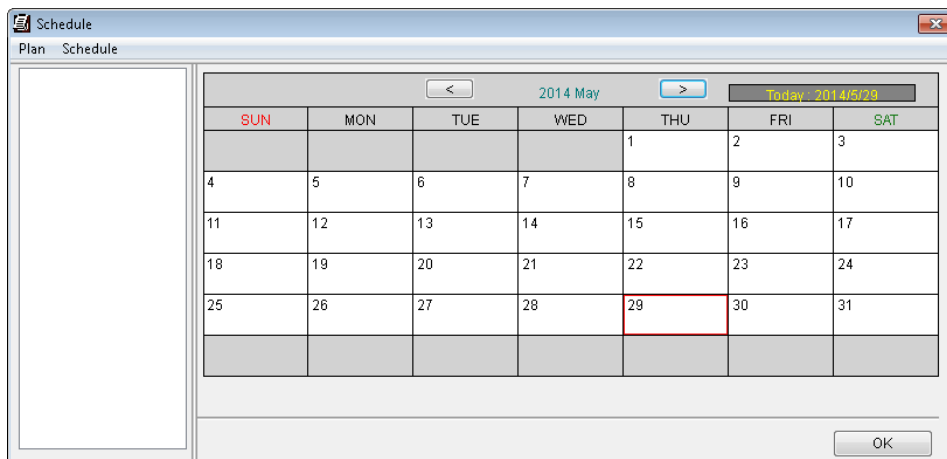 Schedule
Plan Schedule
< 2014 May > Today : 2014/5/29
SUN MON TUE WED THU FRI SAT
1 2 3
4 5 6 7 8 9 10
11 12 13 14 15 16 17
18 19 20 21 22 23 24
25 26 27 28 29 30 31
OK